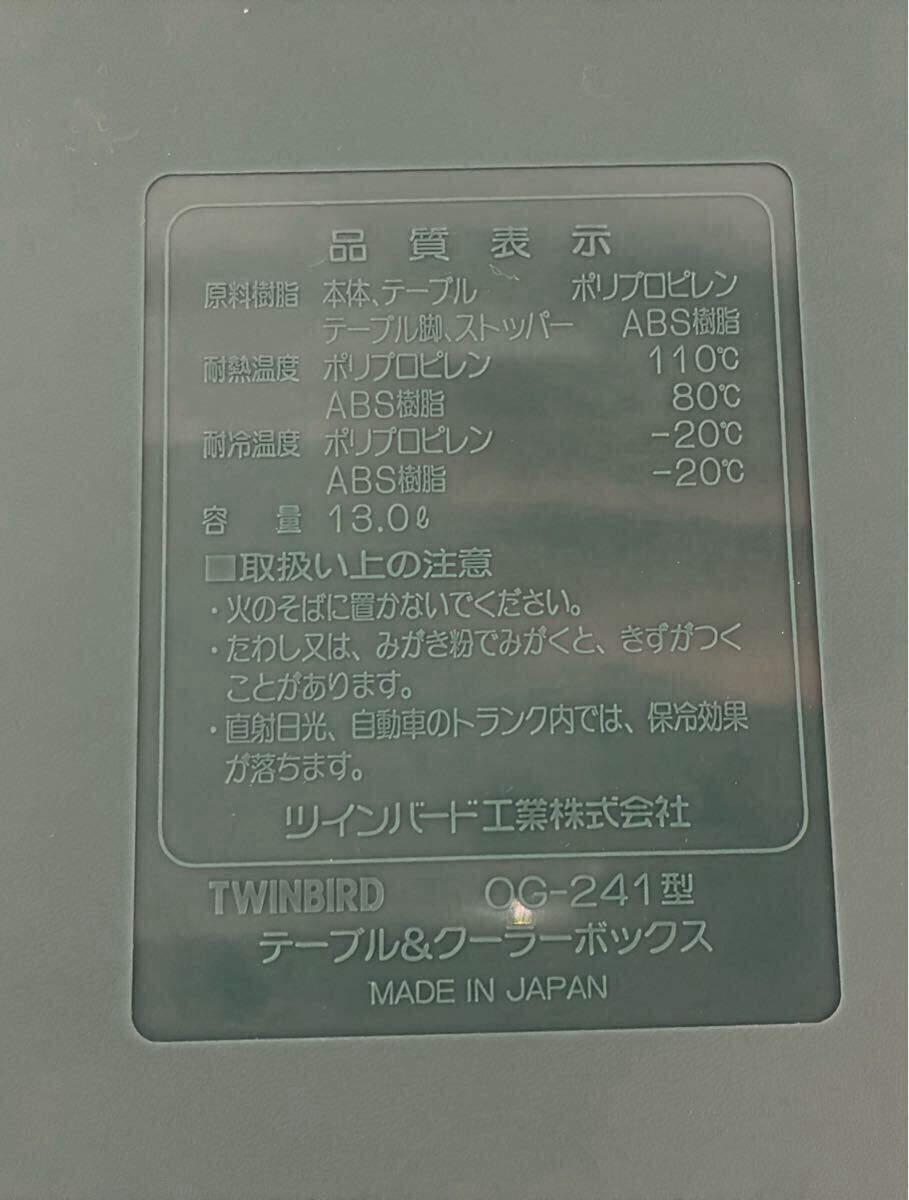 品質表示
原料樹脂 本体、テーブル ポリプロピレン
テーブル脚、ストッパー ABS樹脂
耐熱温度 ポリプロピレン 110℃
ABS樹脂 80℃
耐冷温度 ポリプロピレン -20℃
ABS樹脂 -20℃
容量 13.0ℓ
■取扱い上の注意
・火のそばに置かないでください。
・たわし又は、みがき粉でみがくと、きずがつく
ことがあります。
・直射日光、自動車のトランク内では、保冷効果
が落ちます。
ツインバード工業株式会社
TWINBIRD OG-241型
テーブル&クーラーボックス
MADE IN JAPAN